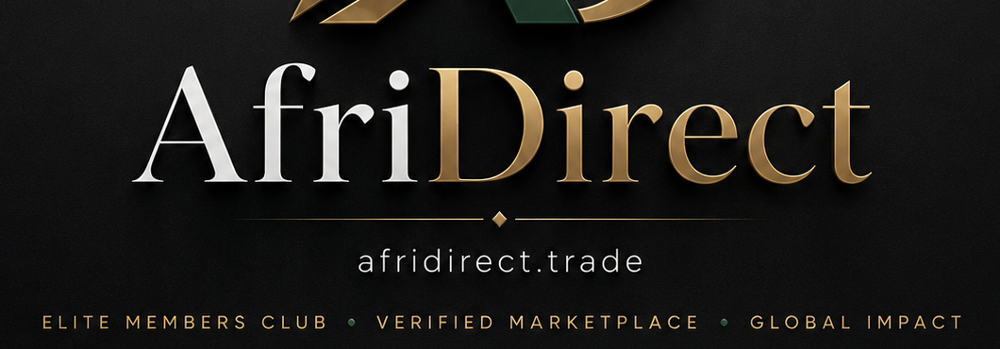 AfriDirect
afridirect.trade
ELITE MEMBERS CLUB • VERIFIED MARKETPLACE • GLOBAL IMPACT